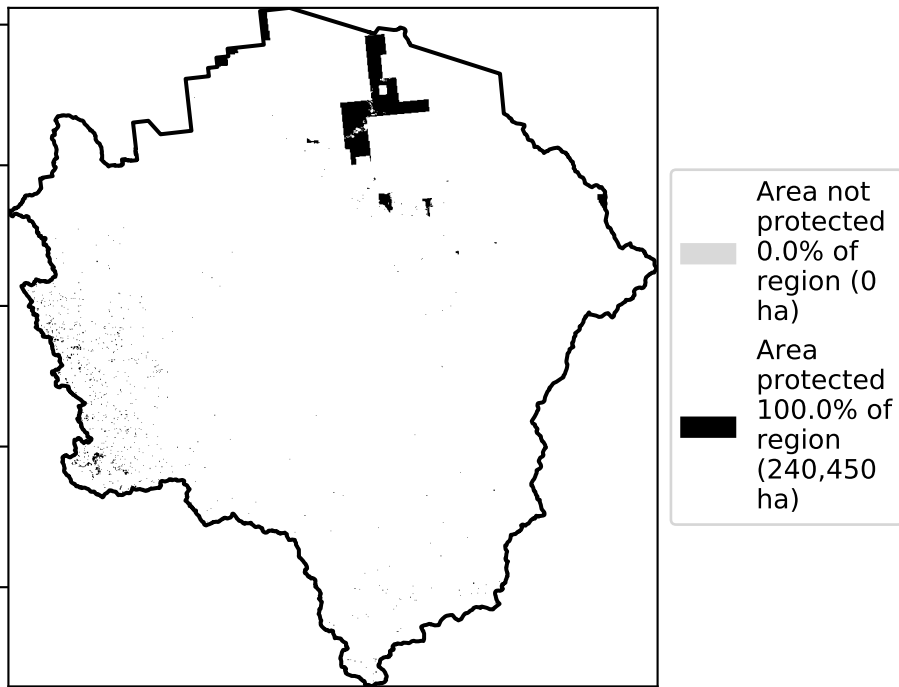 Area not
protected
0.0% of
region (0
ha)
Area
protected
100.0% of
region
(240,450
ha)